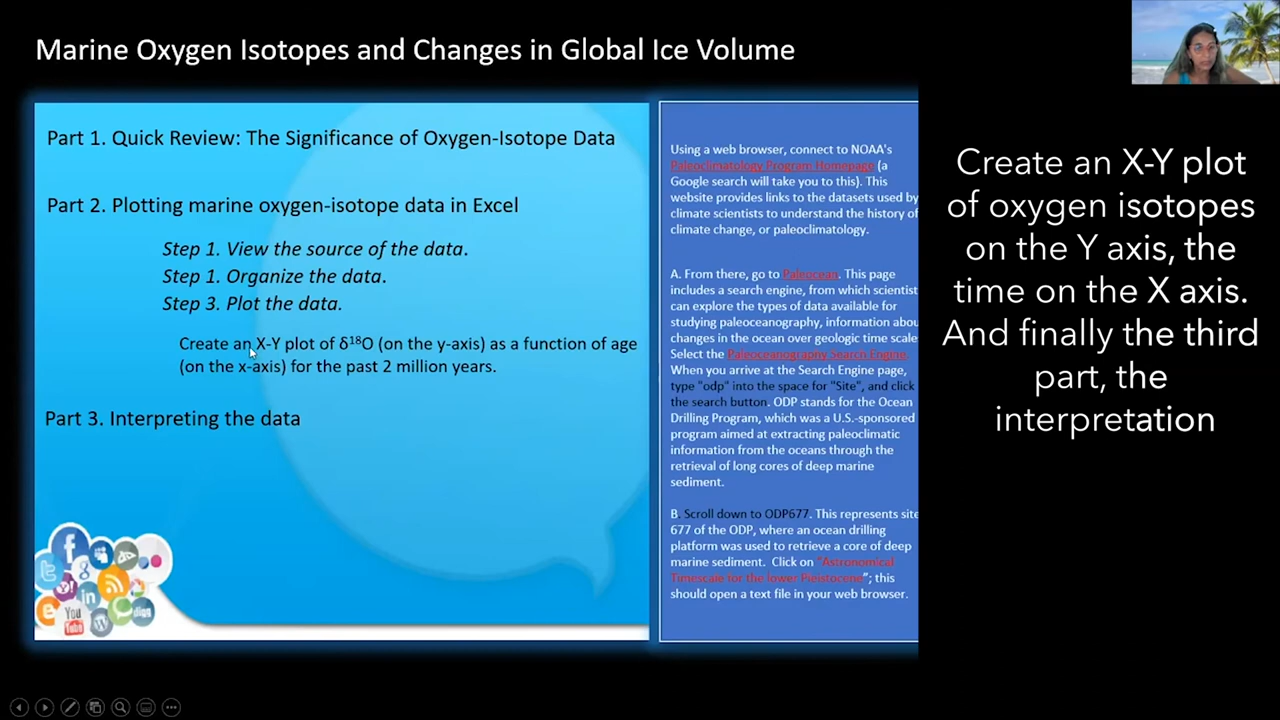 Marine Oxygen Isotopes and Changes in Global Ice Volume
Part 1. Quick Review: The Significance of Oxygen-Isotope Data
Part 2. Plotting marine oxygen-isotope data in Excel
Step 1. View the source of the data.
Step 1. Organize the data.
Step 3. Plot the data.
Create an X-Y plot of δ¹⁸O (on the y-axis) as a function of age
(on the x-axis) for the past 2 million years.
Part 3. Interpreting the data
You
Tube
digg
Using a web browser, connect to NOAA's
Paleoclimatology Program Homepage (a
Google search will take you to this). This
website provides links to the datasets used by
climate scientists to understand the history of
climate change, or paleoclimatology.
A. From there, go to Paleocean. This page
includes a search engine, from which scientist
can explore the types of data available for
studying paleoceanography, information abou
changes in the ocean over geologic time scale
Select the Paleoceanography Search Engine.
When you arrive at the Search Engine page,
type "odp" into the space for "Site", and click
the search button. ODP stands for the Ocean
Drilling Program, which was a U.S.-sponsored
program aimed at extracting paleoclimatic
information from the oceans through the
retrieval of long cores of deep marine
sediment.
B. Scroll down to ODP677. This represents site
677 of the ODP, where an ocean drilling
platform was used to retrieve a core of deep
marine sediment. Click on "Astronomical
Timescale for the lower Pleistocene"; this
should open a text file in your web browser.
Create an X-Y plot
of oxygen isotopes
on the Y axis, the
time on the X axis.
And finally the third
part, the
interpretation